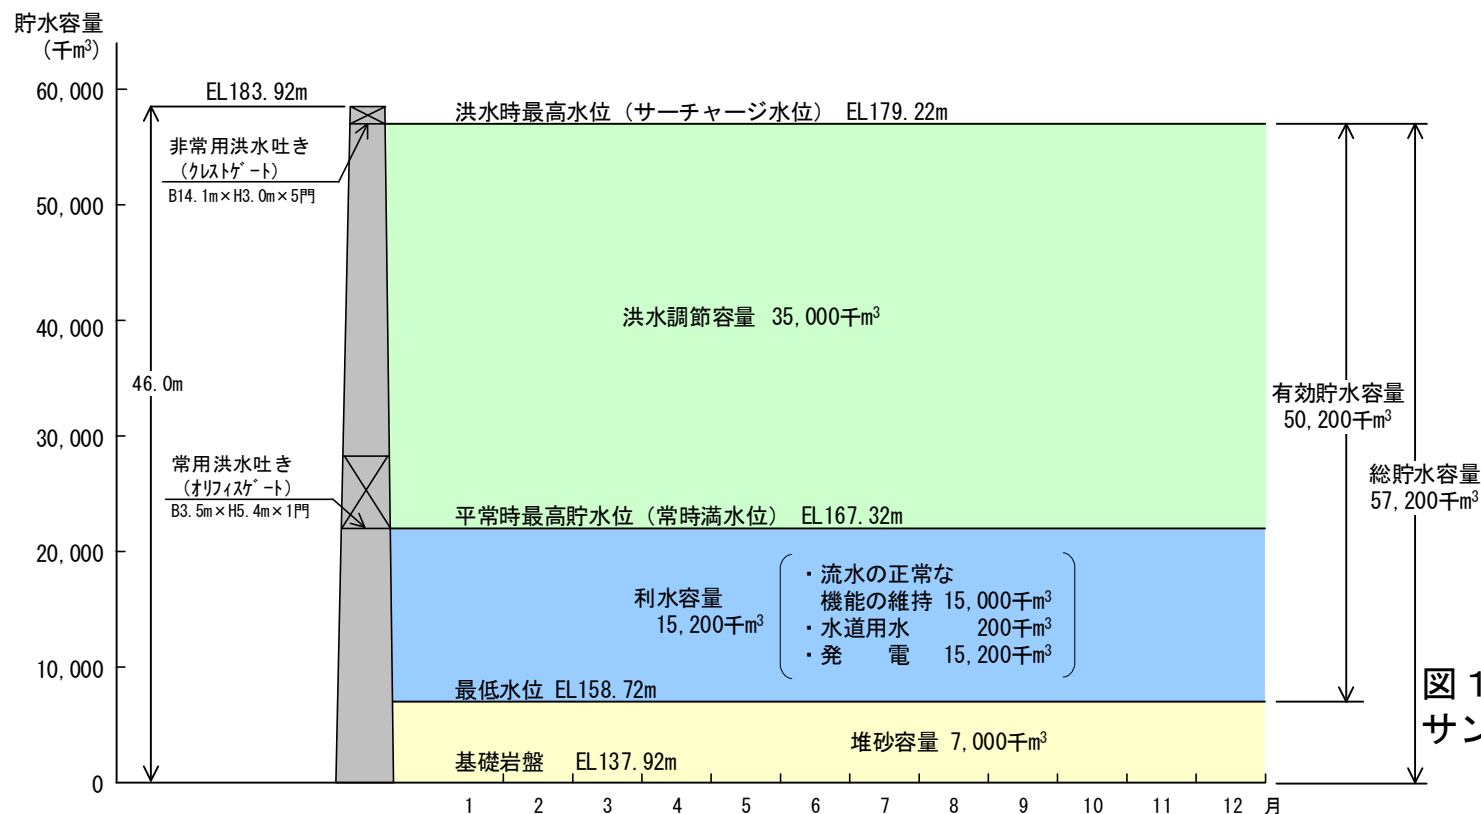 貯水容量
(千m³)
60,000
50,000
40,000
30,000
20,000
10,000
0
EL183.92m
非常用洪水吐き
(クレストゲート)
B14.1m×H3.0m×5門
46.0m
常用洪水吐き
(オリフィスゲート)
B3.5m×H5.4m×1門
洪水時最高水位（サーチャージ水位） EL179.22m
洪水調節容量 35,000千m³
平常時最高貯水位（常時満水位） EL167.32m
利水容量
15,200千m³
・流水の正常な
機能の維持 15,000千m³
・水道用水 200千m³
・発 電 15,200千m³
最低水位 EL158.72m
堆砂容量 7,000千m³
基礎岩盤 EL137.92m
1 2 3 4 5 6 7 8 9 10 11 12 月
有効貯水容量
50,200千m³
総貯水容量
57,200千m³
図1
サン